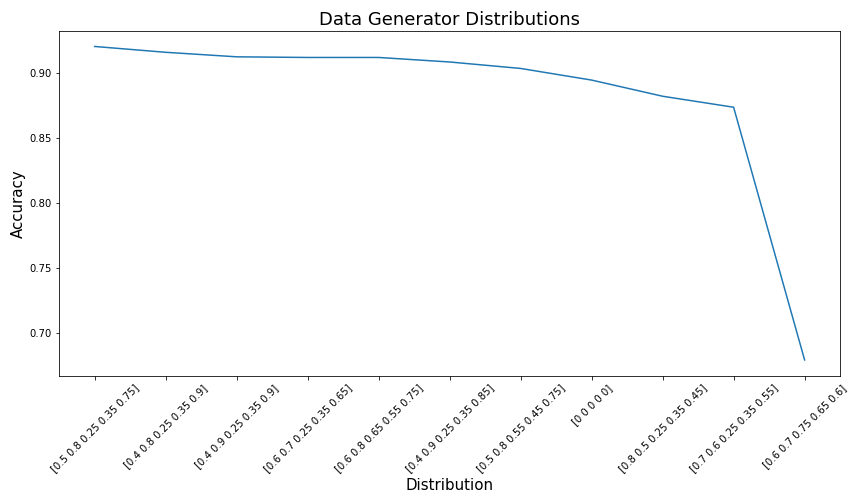 Data Generator Distributions
Accuracy
0.90
0.85
0.80
0.75
0.70
[0.5 0.8 0.25 0.35 0.75]
[0.4 0.8 0.25 0.35 0.9]
[0.4 0.9 0.25 0.35 0.9]
[0.6 0.7 0.25 0.35 0.65]
[0.6 0.8 0.65 0.55 0.75]
[0.4 0.9 0.25 0.35 0.85]
[0.5 0.8 0.55 0.45 0.75]
[0 0 0 0 0]
[0.8 0.5 0.25 0.35 0.45]
[0.7 0.6 0.25 0.35 0.55]
[0.6 0.7 0.75 0.65 0.6]
Distribution